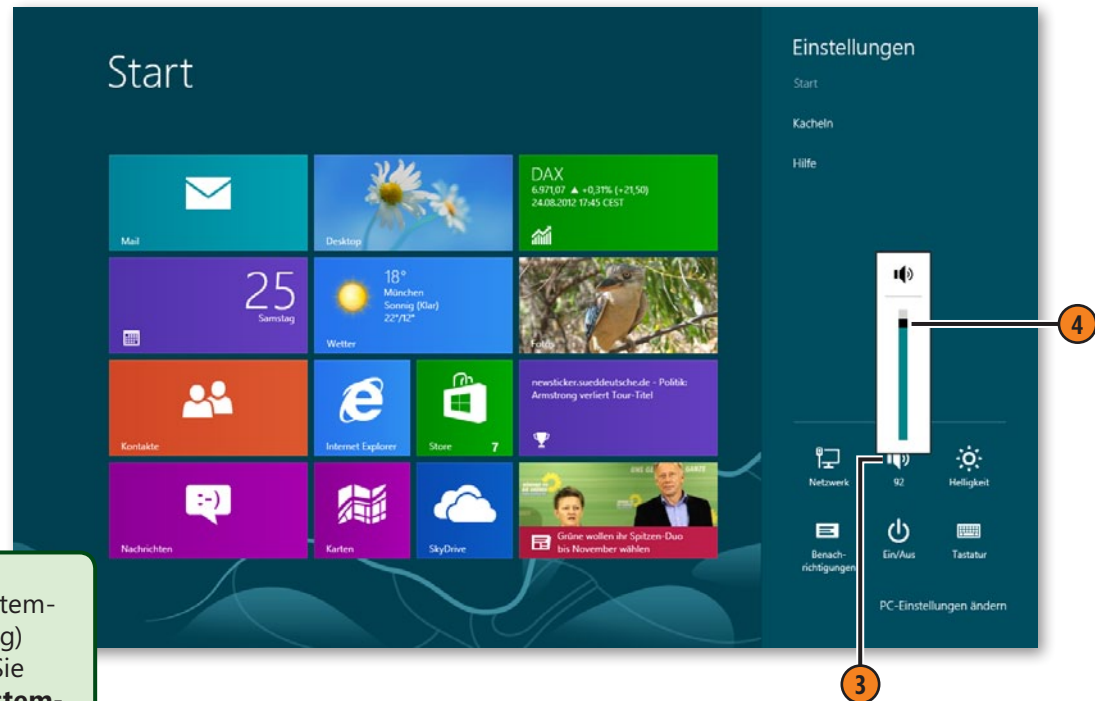 Start
Mail
Desktop
DAX
6.971,07 ▲ +0,31% (+21,50)
24.08.2012 17:45 CEST
25
Samstag
18°
München
Sonnig (Klar)
22°/12°
Wetter
Fotos
Kontakte
Internet Explorer
Store
7
newsticker.sueddeutsche.de - Politik:
Armstrong verliert Tour-Titel
Nachrichten
:-)
Karten
SkyDrive
Grüne wollen ihr Spitzen-Duo
bis November wählen
Einstellungen
Start
Kacheln
Hilfe
4
Netzwerk
92
Helligkeit
Benach-
richtigungen
Ein/Aus
Tastatur
PC-Einstellungen ändern
3
tem-
g)
Sie
tem-